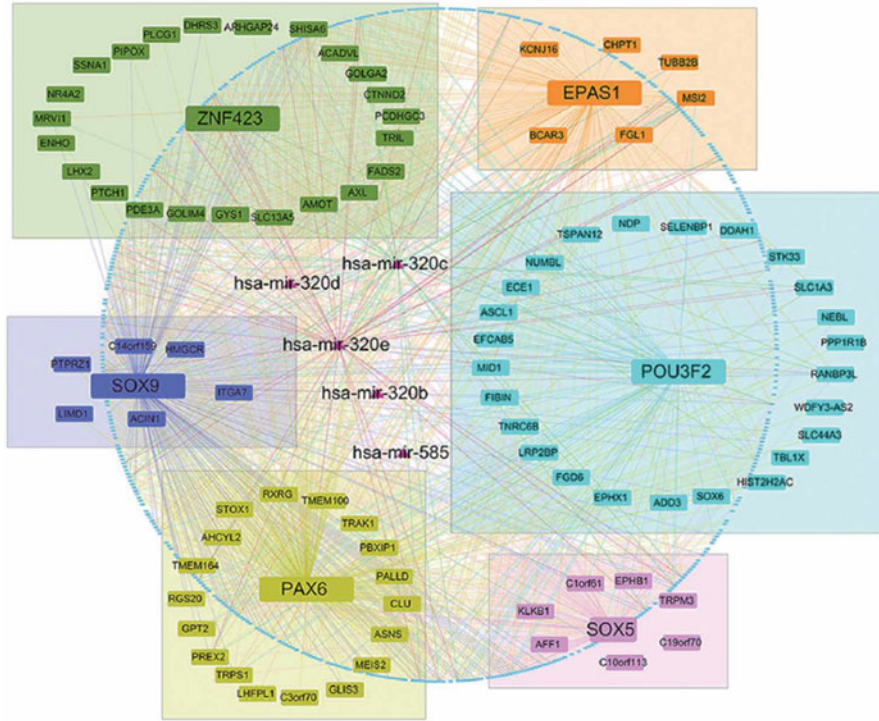 DHRS3
ARHGAP24
PLCG1
SHISA6
PIPOX
ACADVL
SSNA1
GOLGA2
NR4A2
CTNND2
MRVI1
PCDHGC3
ZNF423
ENHO
TRIL
LHX2
FADS2
PTCH1
AXL
PDE3A
AMOT
GOLIM4
GYS1
SLC13A5
KCNJ16
CHPT1
TUBB2B
EPAS1
MSI2
BCAR3
FGL1
hsa-mir-320c
hsa-mir-320d
hsa-mir-320e
hsa-mir-320b
hsa-mir-585
NDP
SELENBP1
TSPAN12
DDAH1
NUMBL
STK33
ECE1
SLC1A3
ASCL1
NEBL
EFCAB5
PPP1R1B
MID1
POU3F2
RANBP3L
FIBIN
WDFY3-AS2
TNRC6B
SLC44A3
LRP2BP
TBL1X
FGD6
HIST2H2AC
EPHX1
ADD3
SOX6
C14orf159
HMGCR
PTPRZ1
SOX9
ITGA7
LIMD1
ACIN1
RXRG
TMEM100
STOX1
TRAK1
AHCYL2
PBXIP1
TMEM164
PALLD
PAX6
RGS20
CLU
GPT2
ASNS
PREX2
MEIS2
TRPS1
GLIS3
LHFPL1
C3orf70
C1orf61
EPHB1
TRPM3
KLKB1
SOX5
AFF1
C19orf70
C10orf113